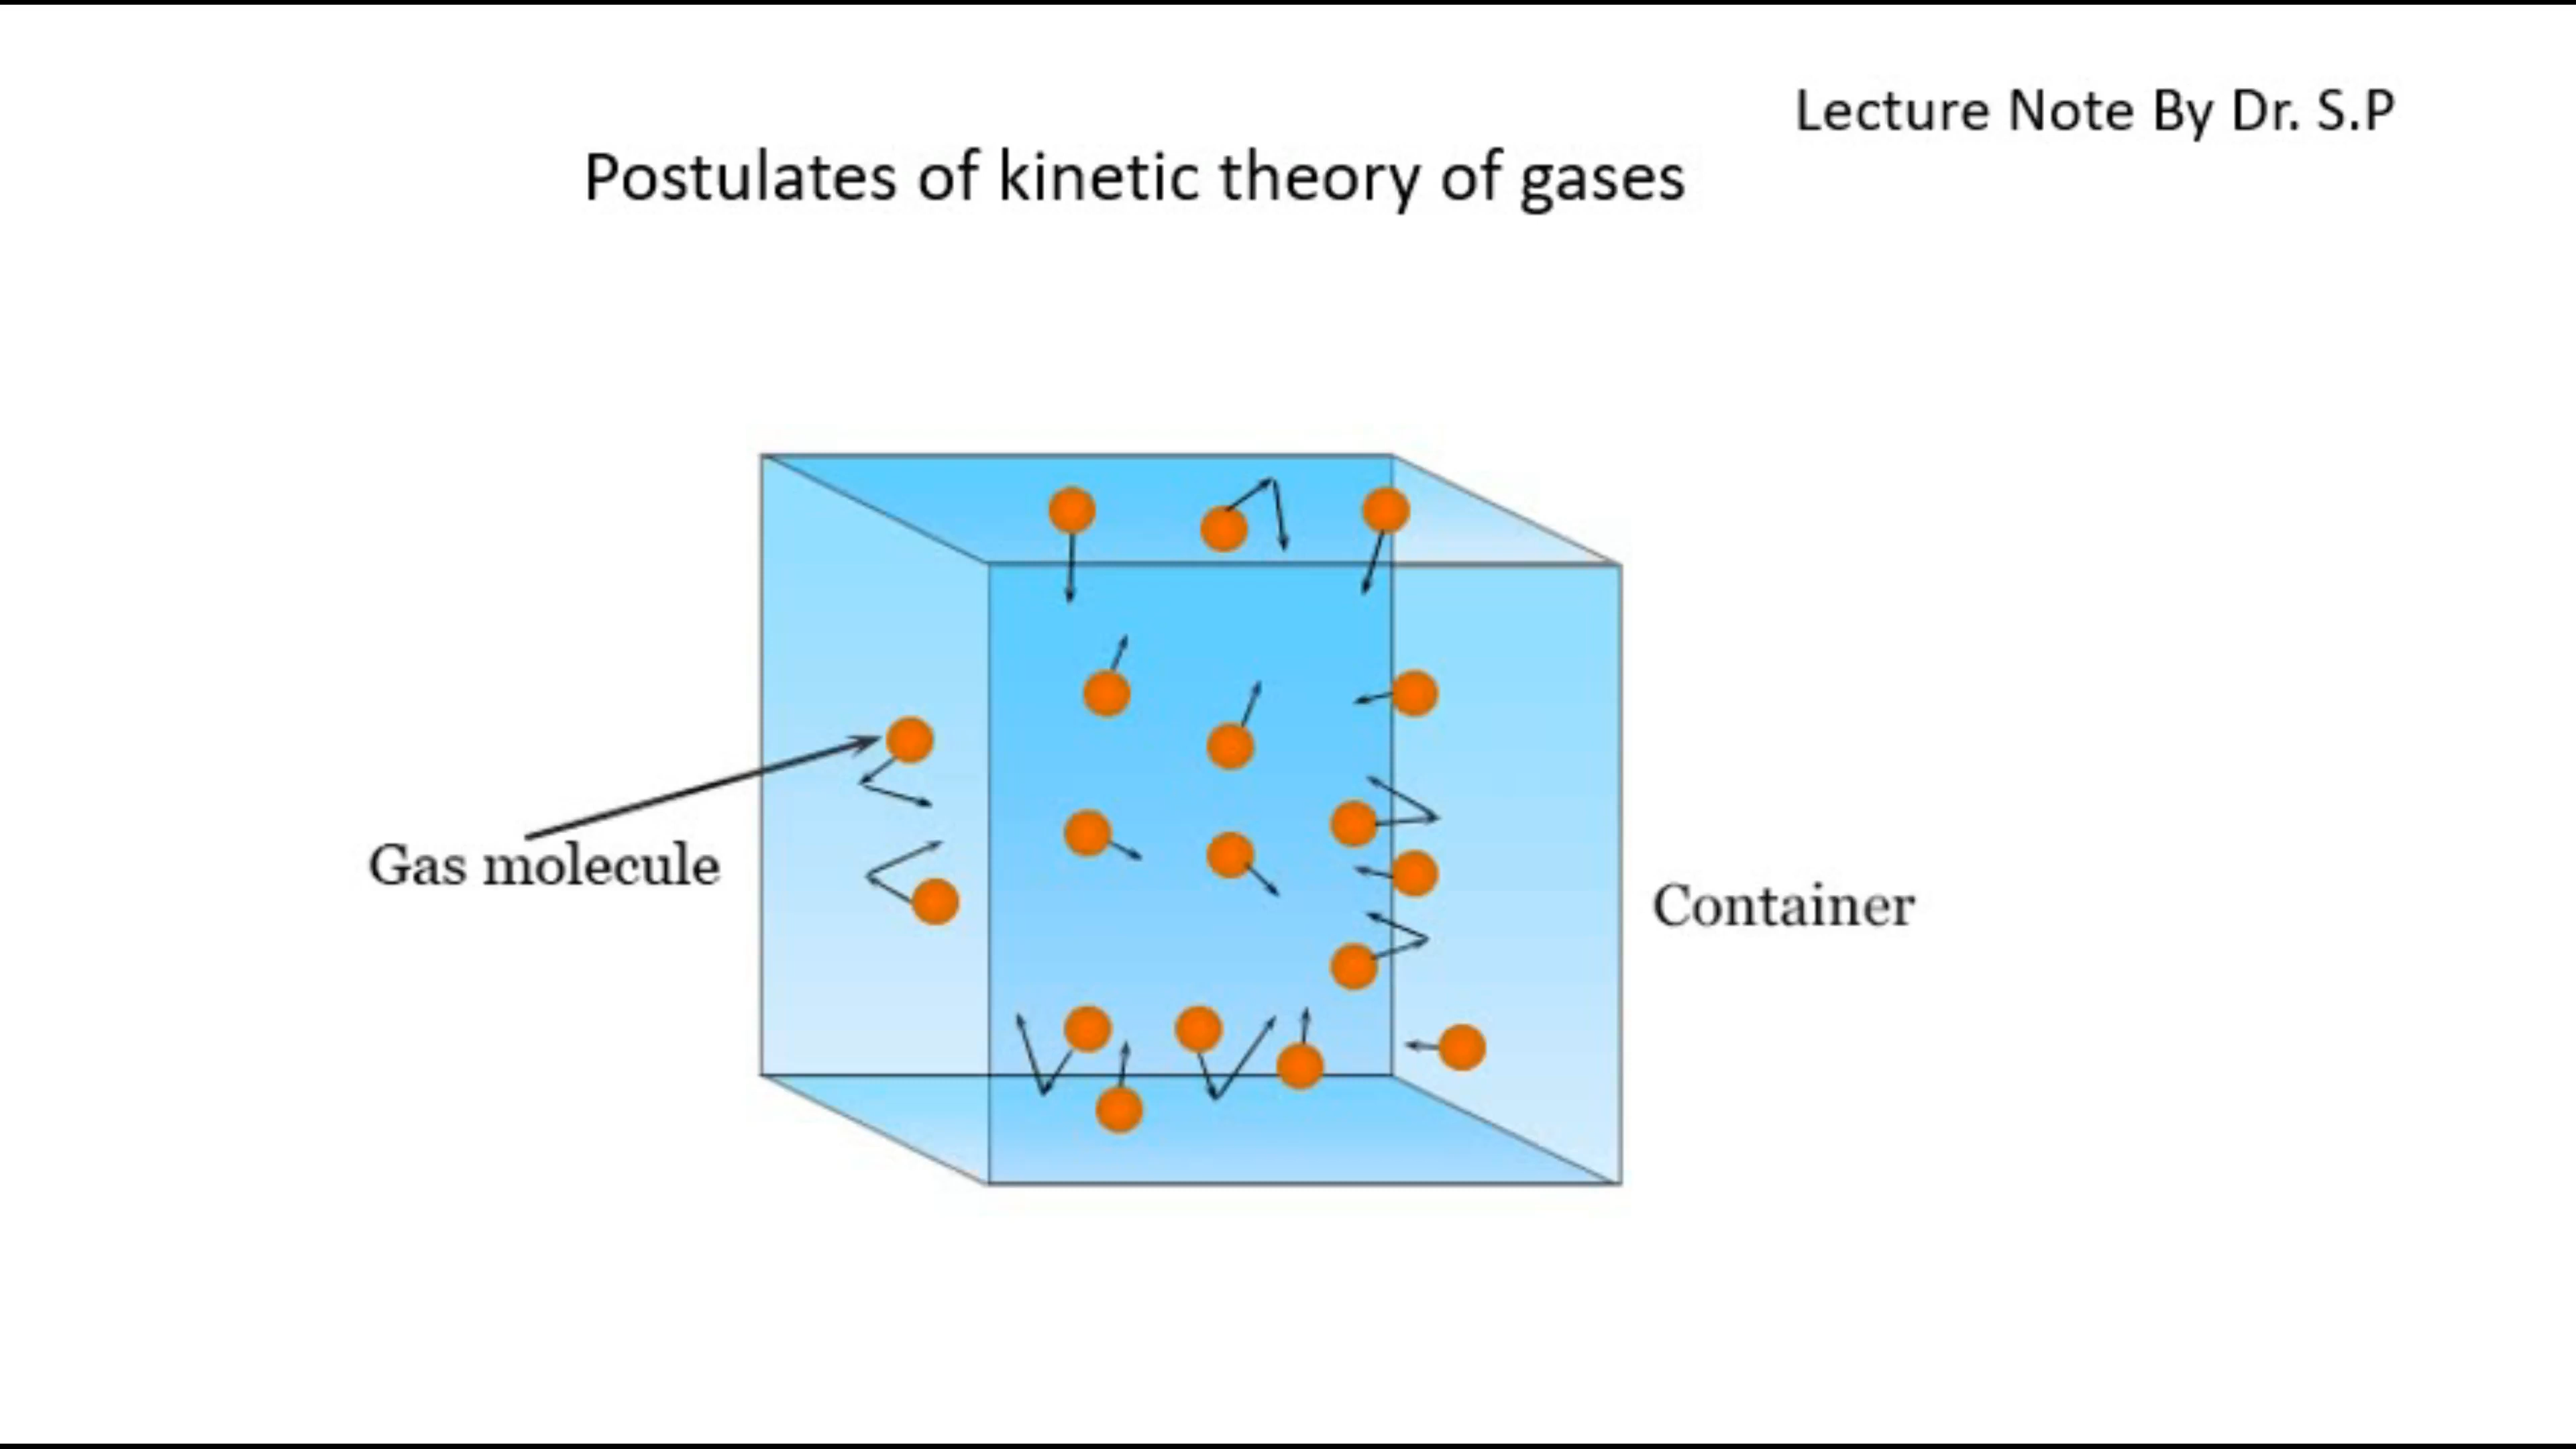 Lecture Note By Dr. S.P
Postulates of kinetic theory of gases
Gas molecule
Container